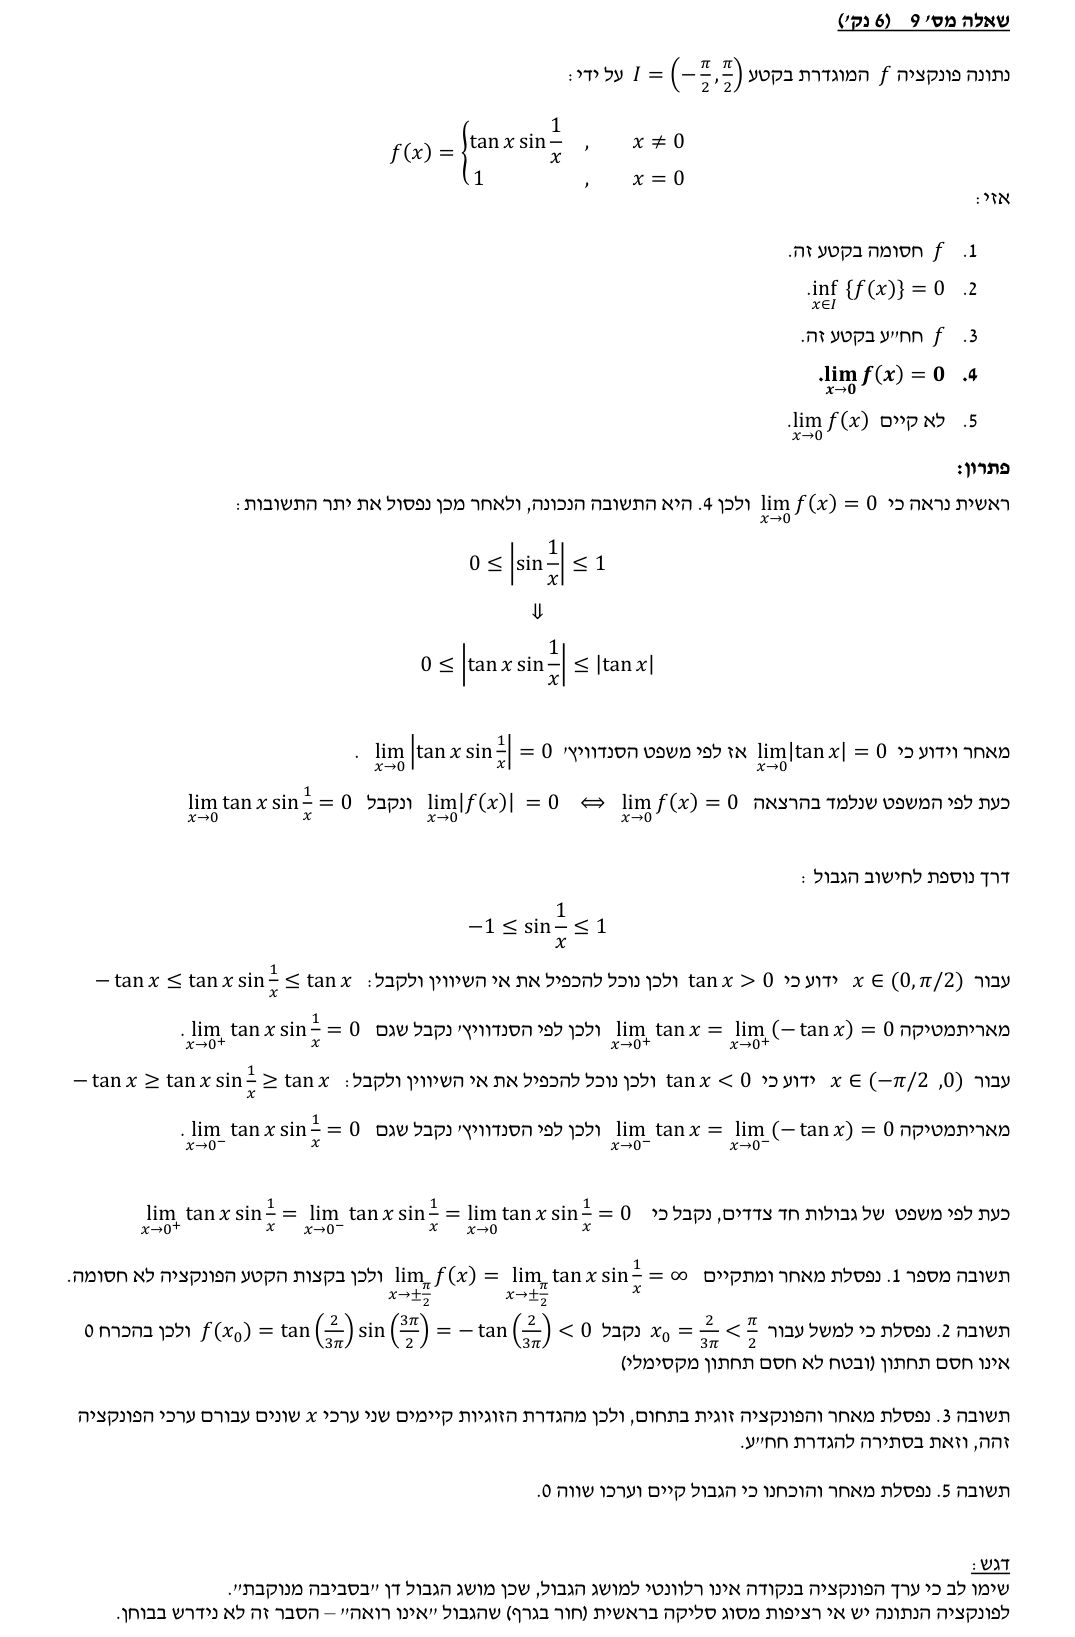 שאלה מס׳ 9 (6 נק׳)
נתונה פונקציה f המוגדרת בקטע I = (−π/2, π/2) על ידי:
f(x) = { tan x sin 1/x , x ≠ 0
1 , x = 0
אזי:
1. f חסומה בקטע זה.
2. inf_{x∈I} {f(x)} = 0.
3. f חח״ע בקטע זה.
4. lim_{x→0} f(x) = 0.
5. לא קיים lim_{x→0} f(x).
פתרון:
ראשית נראה כי lim_{x→0} f(x) = 0 ולכן 4. היא התשובה הנכונה, ולאחר מכן נפסול את יתר התשובות:
0 ≤ |sin 1/x| ≤ 1
⇓
0 ≤ |tan x sin 1/x| ≤ |tan x|
מאחר וידוע כי lim_{x→0} |tan x| = 0 אז לפי משפט הסנדוויץ׳ lim_{x→0} |tan x sin 1/x| = 0 .
כעת לפי המשפט שנלמד בהרצאה lim_{x→0} f(x) = 0 ⇔ lim_{x→0} |f(x)| = 0 ונקבל lim_{x→0} tan x sin 1/x = 0
דרך נוספת לחישוב הגבול :
−1 ≤ sin 1/x ≤ 1
עבור x ∈ (0, π/2) ידוע כי tan x > 0 ולכן נוכל להכפיל את אי השיווין ולקבל: − tan x ≤ tan x sin 1/x ≤ tan x
מאריתמטיקה lim_{x→0⁺} tan x = lim_{x→0⁺} (− tan x) = 0 ולכן לפי הסנדוויץ׳ נקבל שגם lim_{x→0⁺} tan x sin 1/x = 0 .
עבור x ∈ (−π/2 ,0) ידוע כי tan x < 0 ולכן נוכל להכפיל את אי השיווין ולקבל: − tan x ≥ tan x sin 1/x ≥ tan x
מאריתמטיקה lim_{x→0⁻} tan x = lim_{x→0⁻} (− tan x) = 0 ולכן לפי הסנדוויץ׳ נקבל שגם lim_{x→0⁻} tan x sin 1/x = 0 .
כעת לפי משפט של גבולות חד צדדים, נקבל כי lim_{x→0⁺} tan x sin 1/x = lim_{x→0⁻} tan x sin 1/x = lim_{x→0} tan x sin 1/x = 0
תשובה מספר 1. נפסלת מאחר ומתקיים lim_{x→±π/2} f(x) = lim_{x→±π/2} tan x sin 1/x = ∞ ולכן בקצות הקטע הפונקציה לא חסומה.
תשובה 2. נפסלת כי למשל עבור x₀ = 2/3π < π/2 נקבל f(x₀) = tan(2/3π) sin(3π/2) = − tan(2/3π) < 0 ולכן בהכרח 0
אינו חסם תחתון (ובטח לא חסם תחתון מקסימלי)
תשובה 3. נפסלת מאחר והפונקציה זוגית בתחום, ולכן מהגדרת הזוגיות קיימים שני ערכי x שונים עבורם ערכי הפונקציה
זהה, וזאת בסתירה להגדרת חח״ע.
תשובה 5. נפסלת מאחר והוכחנו כי הגבול קיים וערכו שווה 0.
דגש:
שימו לב כי ערך הפונקציה בנקודה אינו רלוונטי למושג הגבול, שכן מושג הגבול דן ״בסביבה מנוקבת״.
לפונקציה הנתונה יש אי רציפות מסוג סליקה בראשית (חור בגרף) שהגבול ״אינו רואה״ – הסבר זה לא נידרש בבוחן.